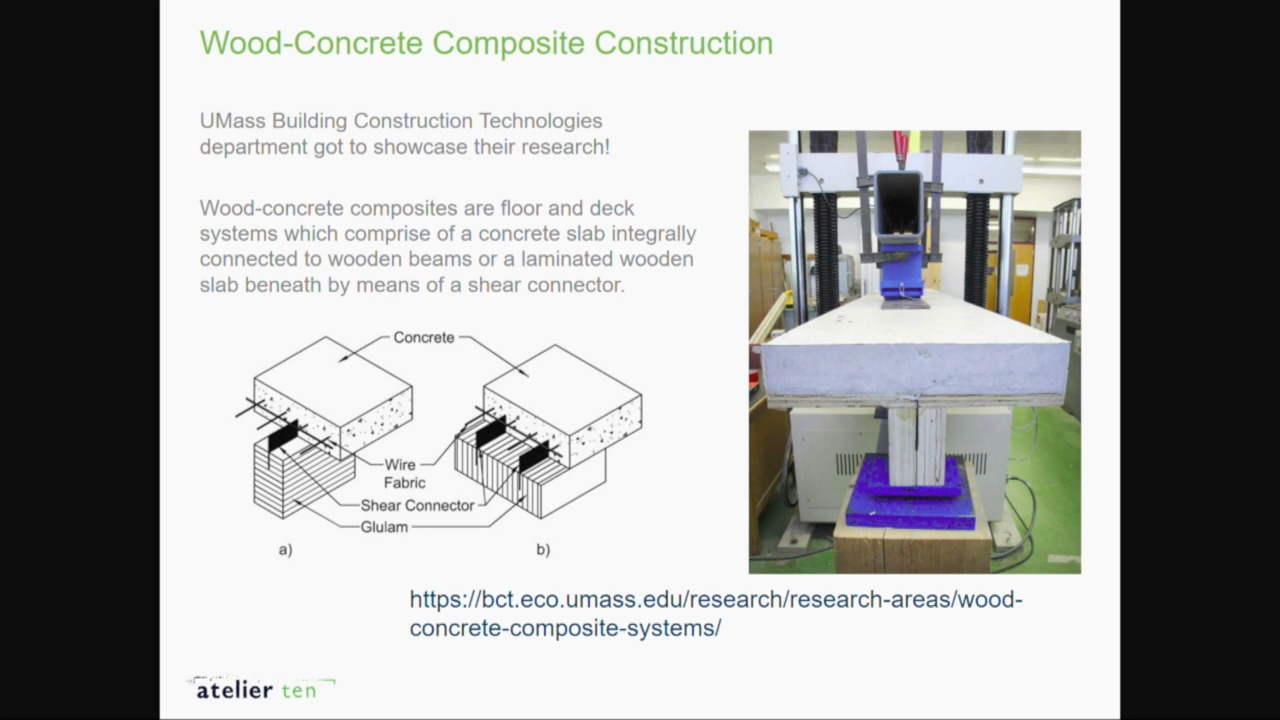 Wood-Concrete Composite Construction
UMass Building Construction Technologies
department got to showcase their research!
Wood-concrete composites are floor and deck
systems which comprise of a concrete slab integrally
connected to wooden beams or a laminated wooden
slab beneath by means of a shear connector.
Concrete
Wire
Fabric
Shear Connector
Glulam
a)
b)
https://bct.eco.umass.edu/research/research-areas/wood-
concrete-composite-systems/
atelier ten